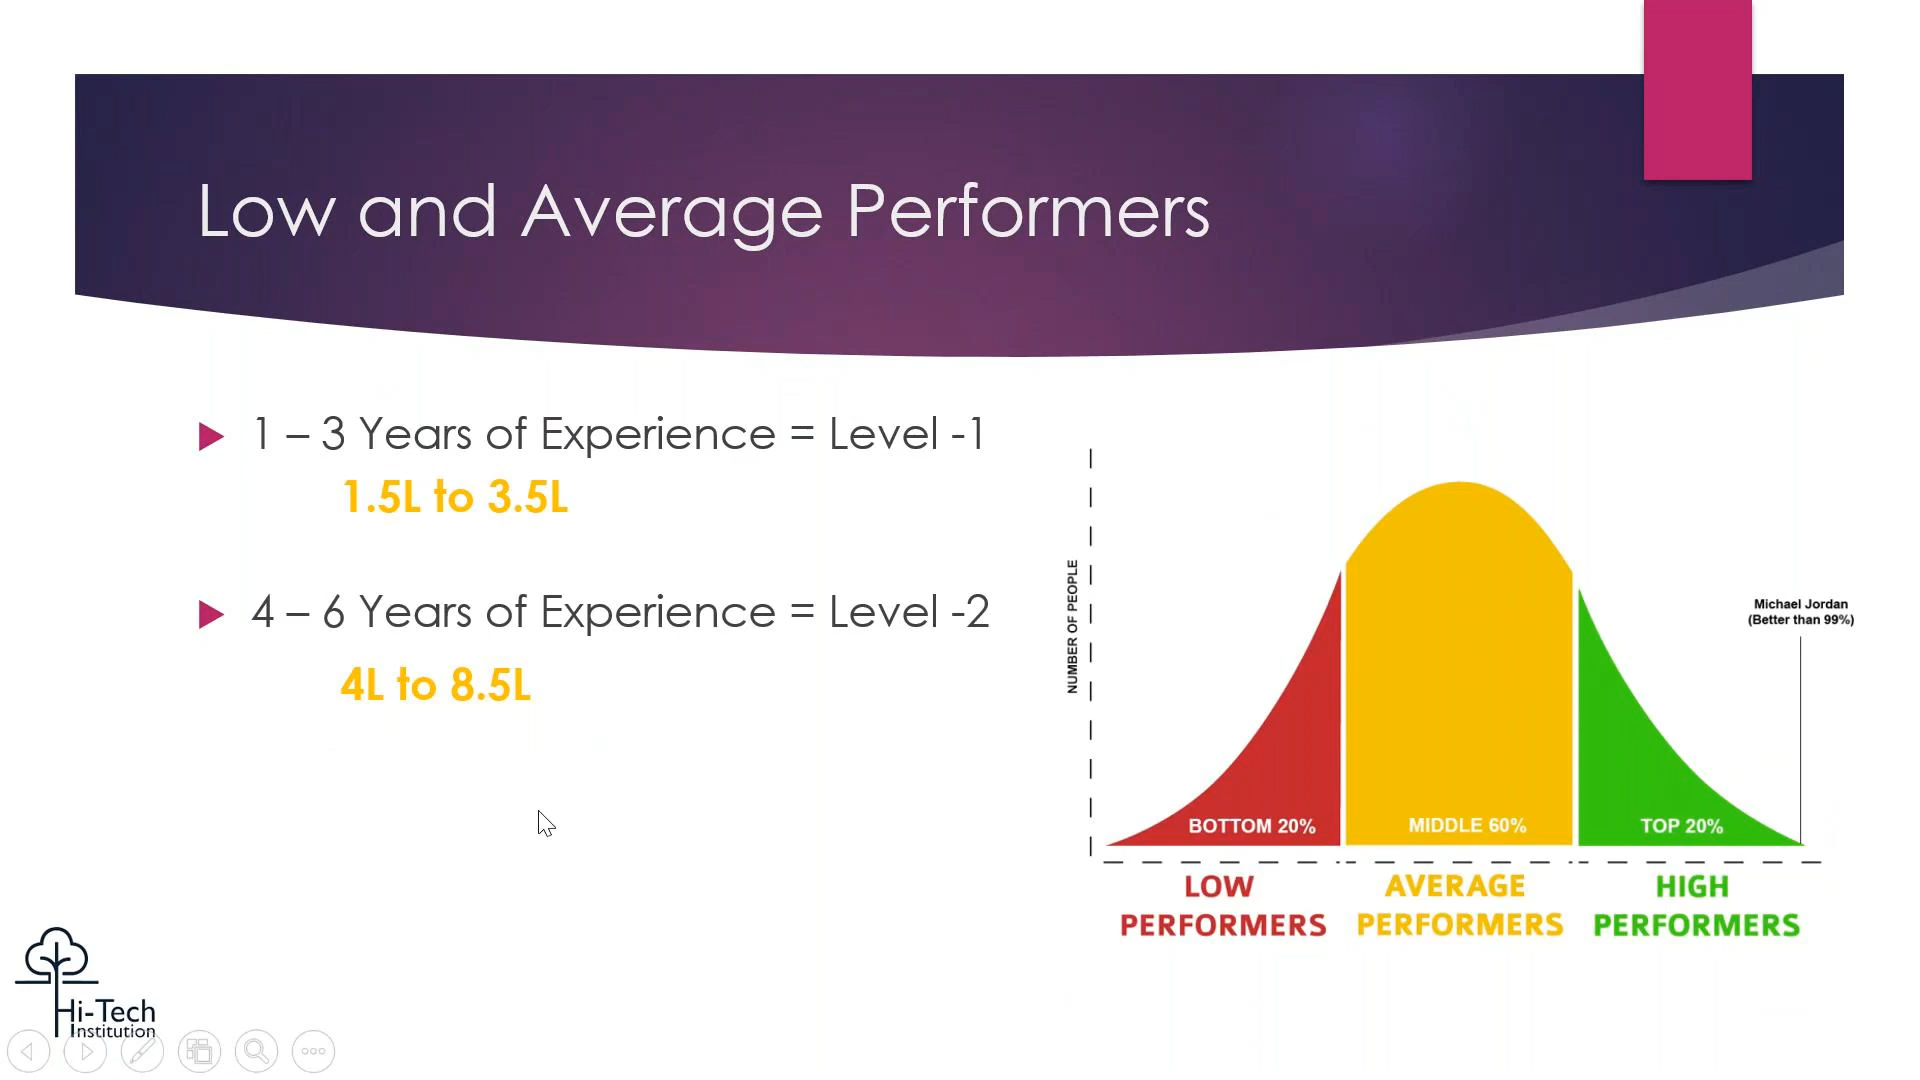 Low and Average Performers
1 – 3 Years of Experience = Level -1
1.5L to 3.5L
4 – 6 Years of Experience = Level -2
4L to 8.5L
NUMBER OF PEOPLE
Michael Jordan
(Better than 99%)
BOTTOM 20%
MIDDLE 60%
TOP 20%
LOW
PERFORMERS
AVERAGE
PERFORMERS
HIGH
PERFORMERS
Hi-Tech
Institution